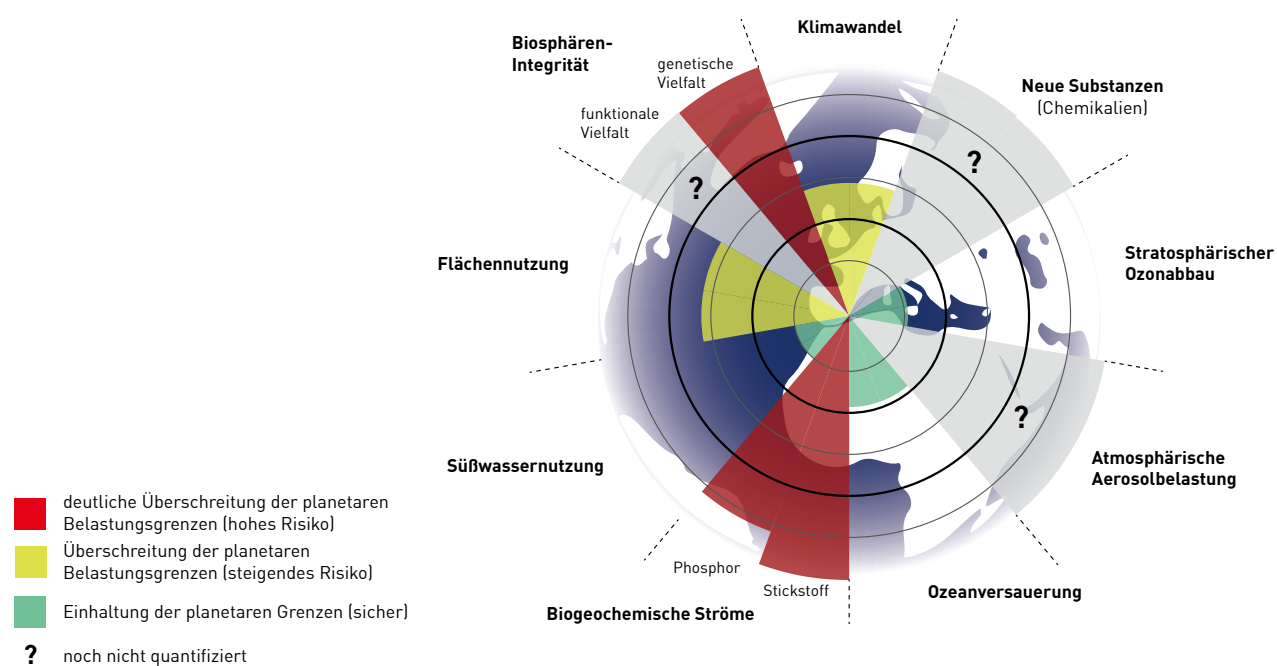 Klimawandel
Biosphären-
Integrität
genetische
Vielfalt
funktionale
Vielfalt
Neue Substanzen
(Chemikalien)
?
?
Flächennutzung
Stratosphärischer
Ozonabbau
?
Süßwassernutzung
Atmosphärische
Aerosolbelastung
Phosphor
Stickstoff
Biogeochemische Ströme
Ozeanversauerung
deutliche Überschreitung der planetaren
Belastungsgrenzen (hohes Risiko)
Überschreitung der planetaren
Belastungsgrenzen (steigendes Risiko)
Einhaltung der planetaren Grenzen (sicher)
? noch nicht quantifiziert